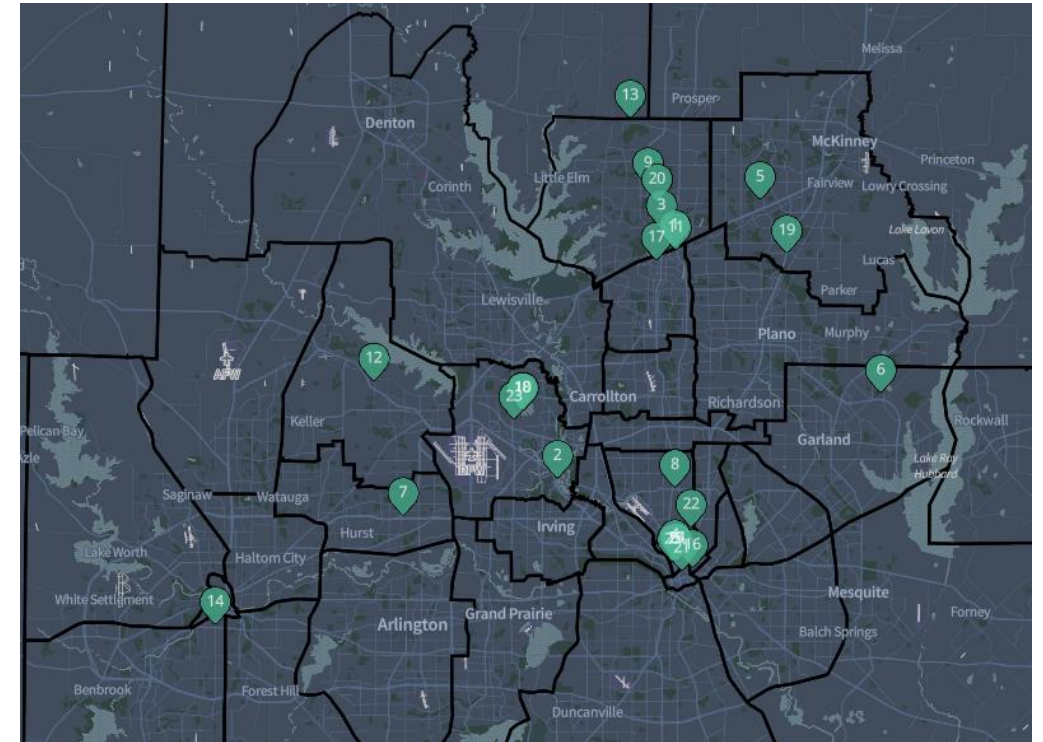 Melissa
13
Prosper
Denton
McKinney
Princeton
9
20
5
Corinth
Little Elm
Fairview
Lowry Crossing
3
11
17
19
Lake Lavon
Lucas
Parker
Lewisville
Plano
Murphy
AFW
12
6
18
23
Carrollton
Richardson
Keller
Rockwall
Pelican Bay
Garland
DFW
2
8
Lake Ray
Hubbard
Saginaw
Watauga
7
22
Irving
Hurst
Lake Worth
Haltom City
16
21
White Settlement
14
Mesquite
Grand Prairie
Forney
Arlington
Balch Springs
Benbrook
Forest Hill
Duncanville